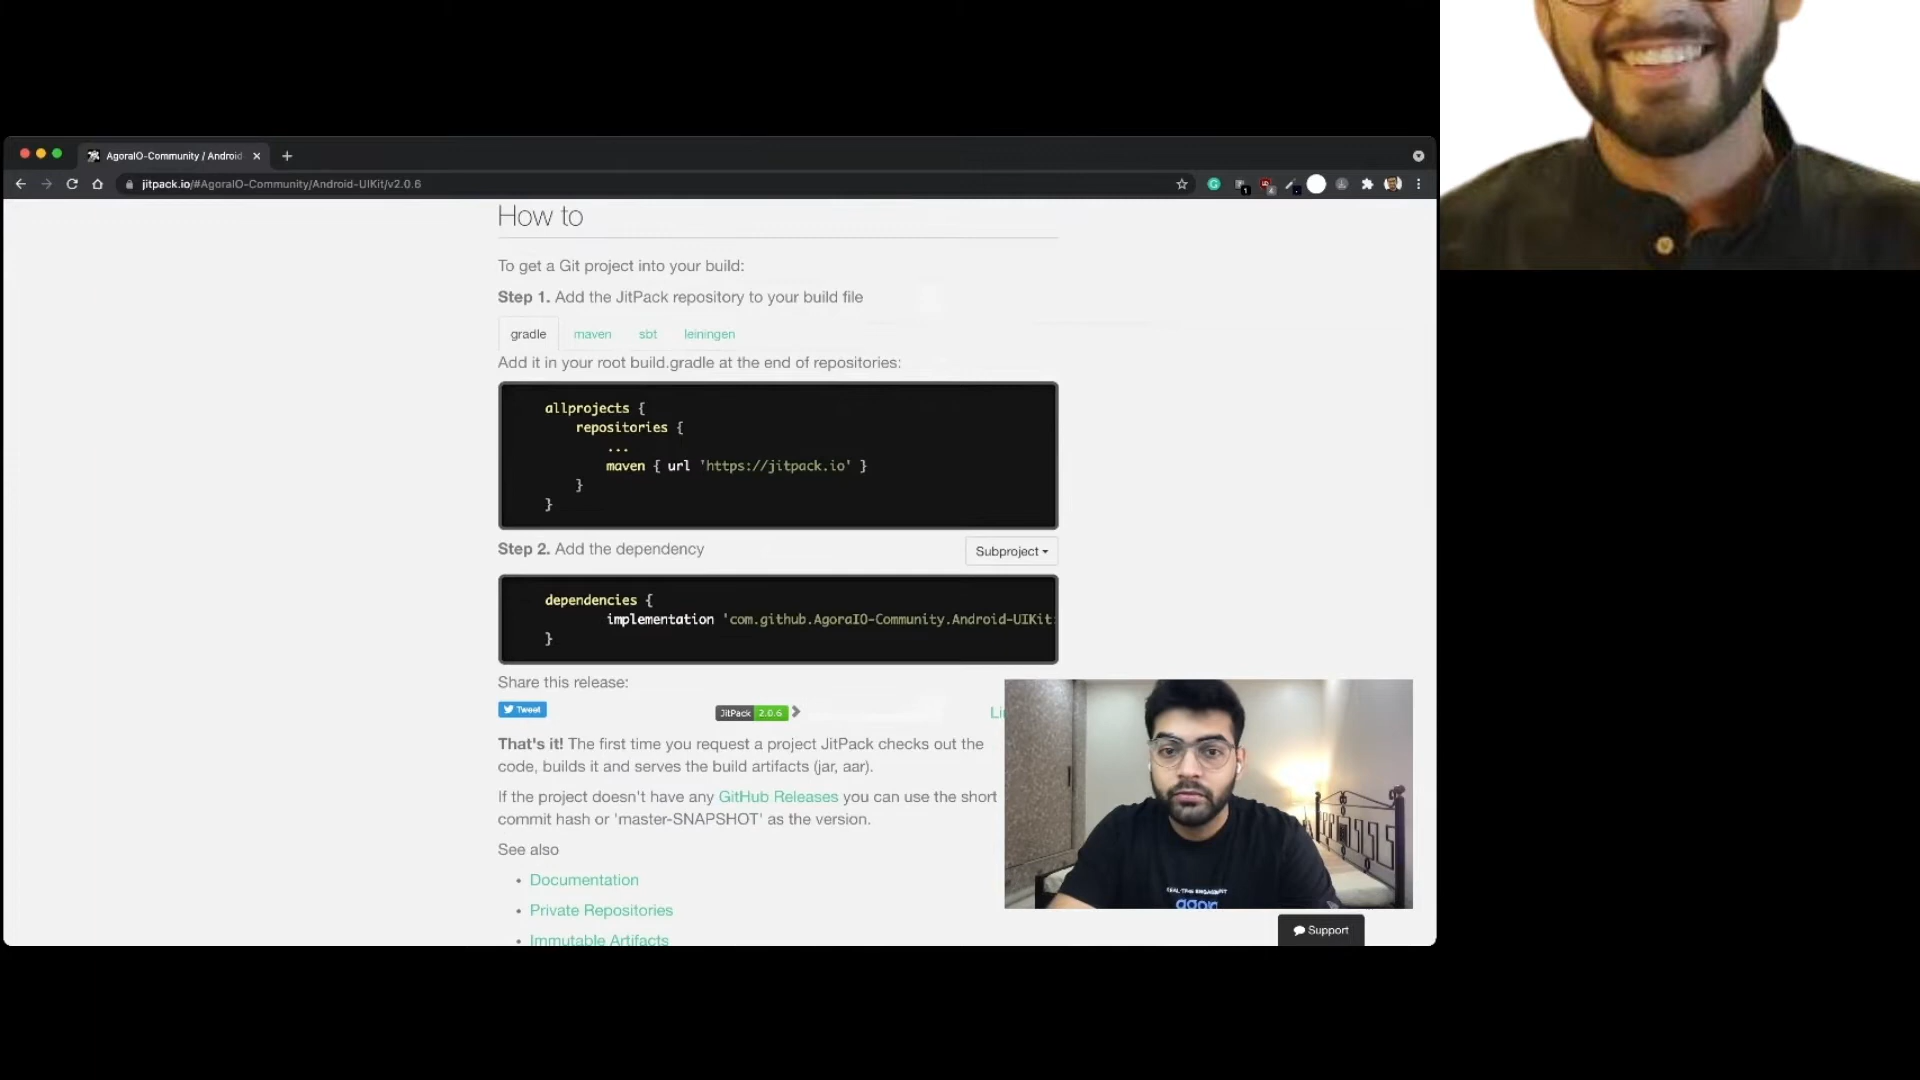 AgoraIO-Community / Android
jitpack.io/#AgoraIO-Community/Android-UIKit/v2.0.6
How to
To get a Git project into your build:
Step 1. Add the JitPack repository to your build file
gradle maven sbt leiningen
Add it in your root build.gradle at the end of repositories:
allprojects {
repositories {
...
maven { url 'https://jitpack.io' }
}
}
Step 2. Add the dependency
Subproject
dependencies {
implementation 'com.github.AgoraIO-Community.Android-UIKit:
}
Share this release:
Tweet
JitPack 2.0.6
That's it! The first time you request a project JitPack checks out the
code, builds it and serves the build artifacts (jar, aar).
If the project doesn't have any GitHub Releases you can use the short
commit hash or 'master-SNAPSHOT' as the version.
See also
• Documentation
• Private Repositories
• Immutable Artifacts
REAL-TIME ENGAGEMENT
agora
Support